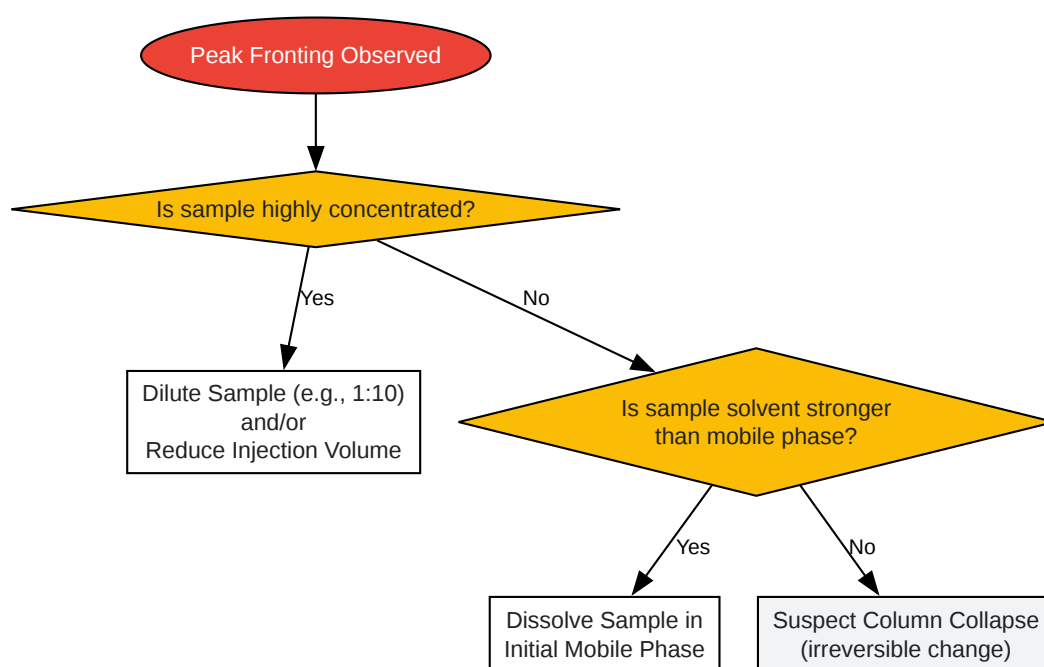 Peak Fronting Observed
Is sample highly concentrated?
Yes
No
Dilute Sample (e.g., 1:10)
and/or
Reduce Injection Volume
Is sample solvent stronger
than mobile phase?
Yes
No
Dissolve Sample in
Initial Mobile Phase
Suspect Column Collapse
(irreversible change)